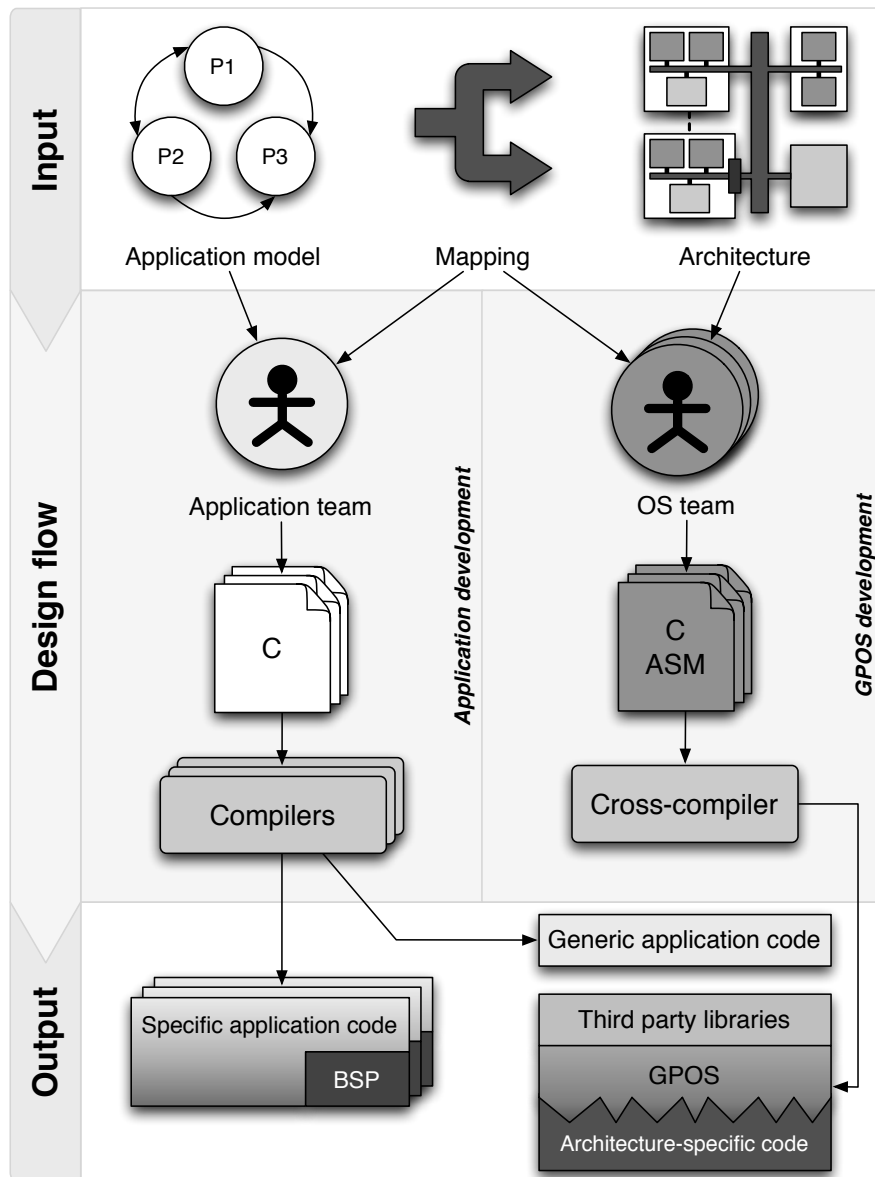 Input
P1
P2
P3
Application model
Mapping
Architecture
Design flow
Application team
OS team
Application development
GPOS development
C
C
ASM
Compilers
Cross-compiler
Output
Generic application code
Specific application code
BSP
Third party libraries
GPOS
Architecture-specific code